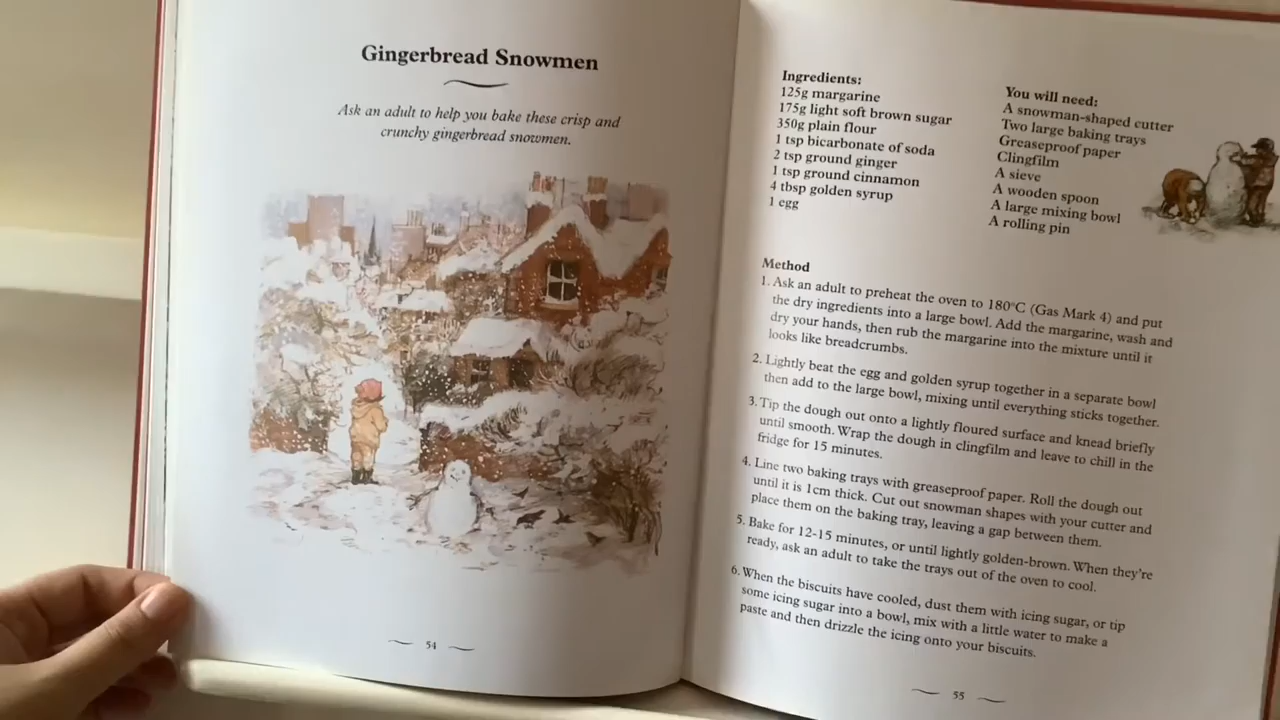 Gingerbread Snowmen
Ask an adult to help you bake these crisp and
crunchy gingerbread snowmen.
54
Ingredients:
125g margarine
175g light soft brown sugar
350g plain flour
1 tsp bicarbonate of soda
2 tsp ground ginger
1 tsp ground cinnamon
4 tbsp golden syrup
1 egg
You will need:
A snowman-shaped cutter
Two large baking trays
Greaseproof paper
Clingfilm
A sieve
A wooden spoon
A large mixing bowl
A rolling pin
Method
1. Ask an adult to preheat the oven to 180°C (Gas Mark 4) and put
the dry ingredients into a large bowl. Add the margarine, wash and
dry your hands, then rub the margarine into the mixture until it
looks like breadcrumbs.
2. Lightly beat the egg and golden syrup together in a separate bowl
then add to the large bowl, mixing until everything sticks together.
3. Tip the dough out onto a lightly floured surface and knead briefly
until smooth. Wrap the dough in clingfilm and leave to chill in the
fridge for 15 minutes.
4. Line two baking trays with greaseproof paper. Roll the dough out
until it is 1cm thick. Cut out snowman shapes with your cutter and
place them on the baking tray, leaving a gap between them.
5. Bake for 12-15 minutes, or until lightly golden-brown. When they're
ready, ask an adult to take the trays out of the oven to cool.
6. When the biscuits have cooled, dust them with icing sugar, or tip
some icing sugar into a bowl, mix with a little water to make a
paste and then drizzle the icing onto your biscuits.
55